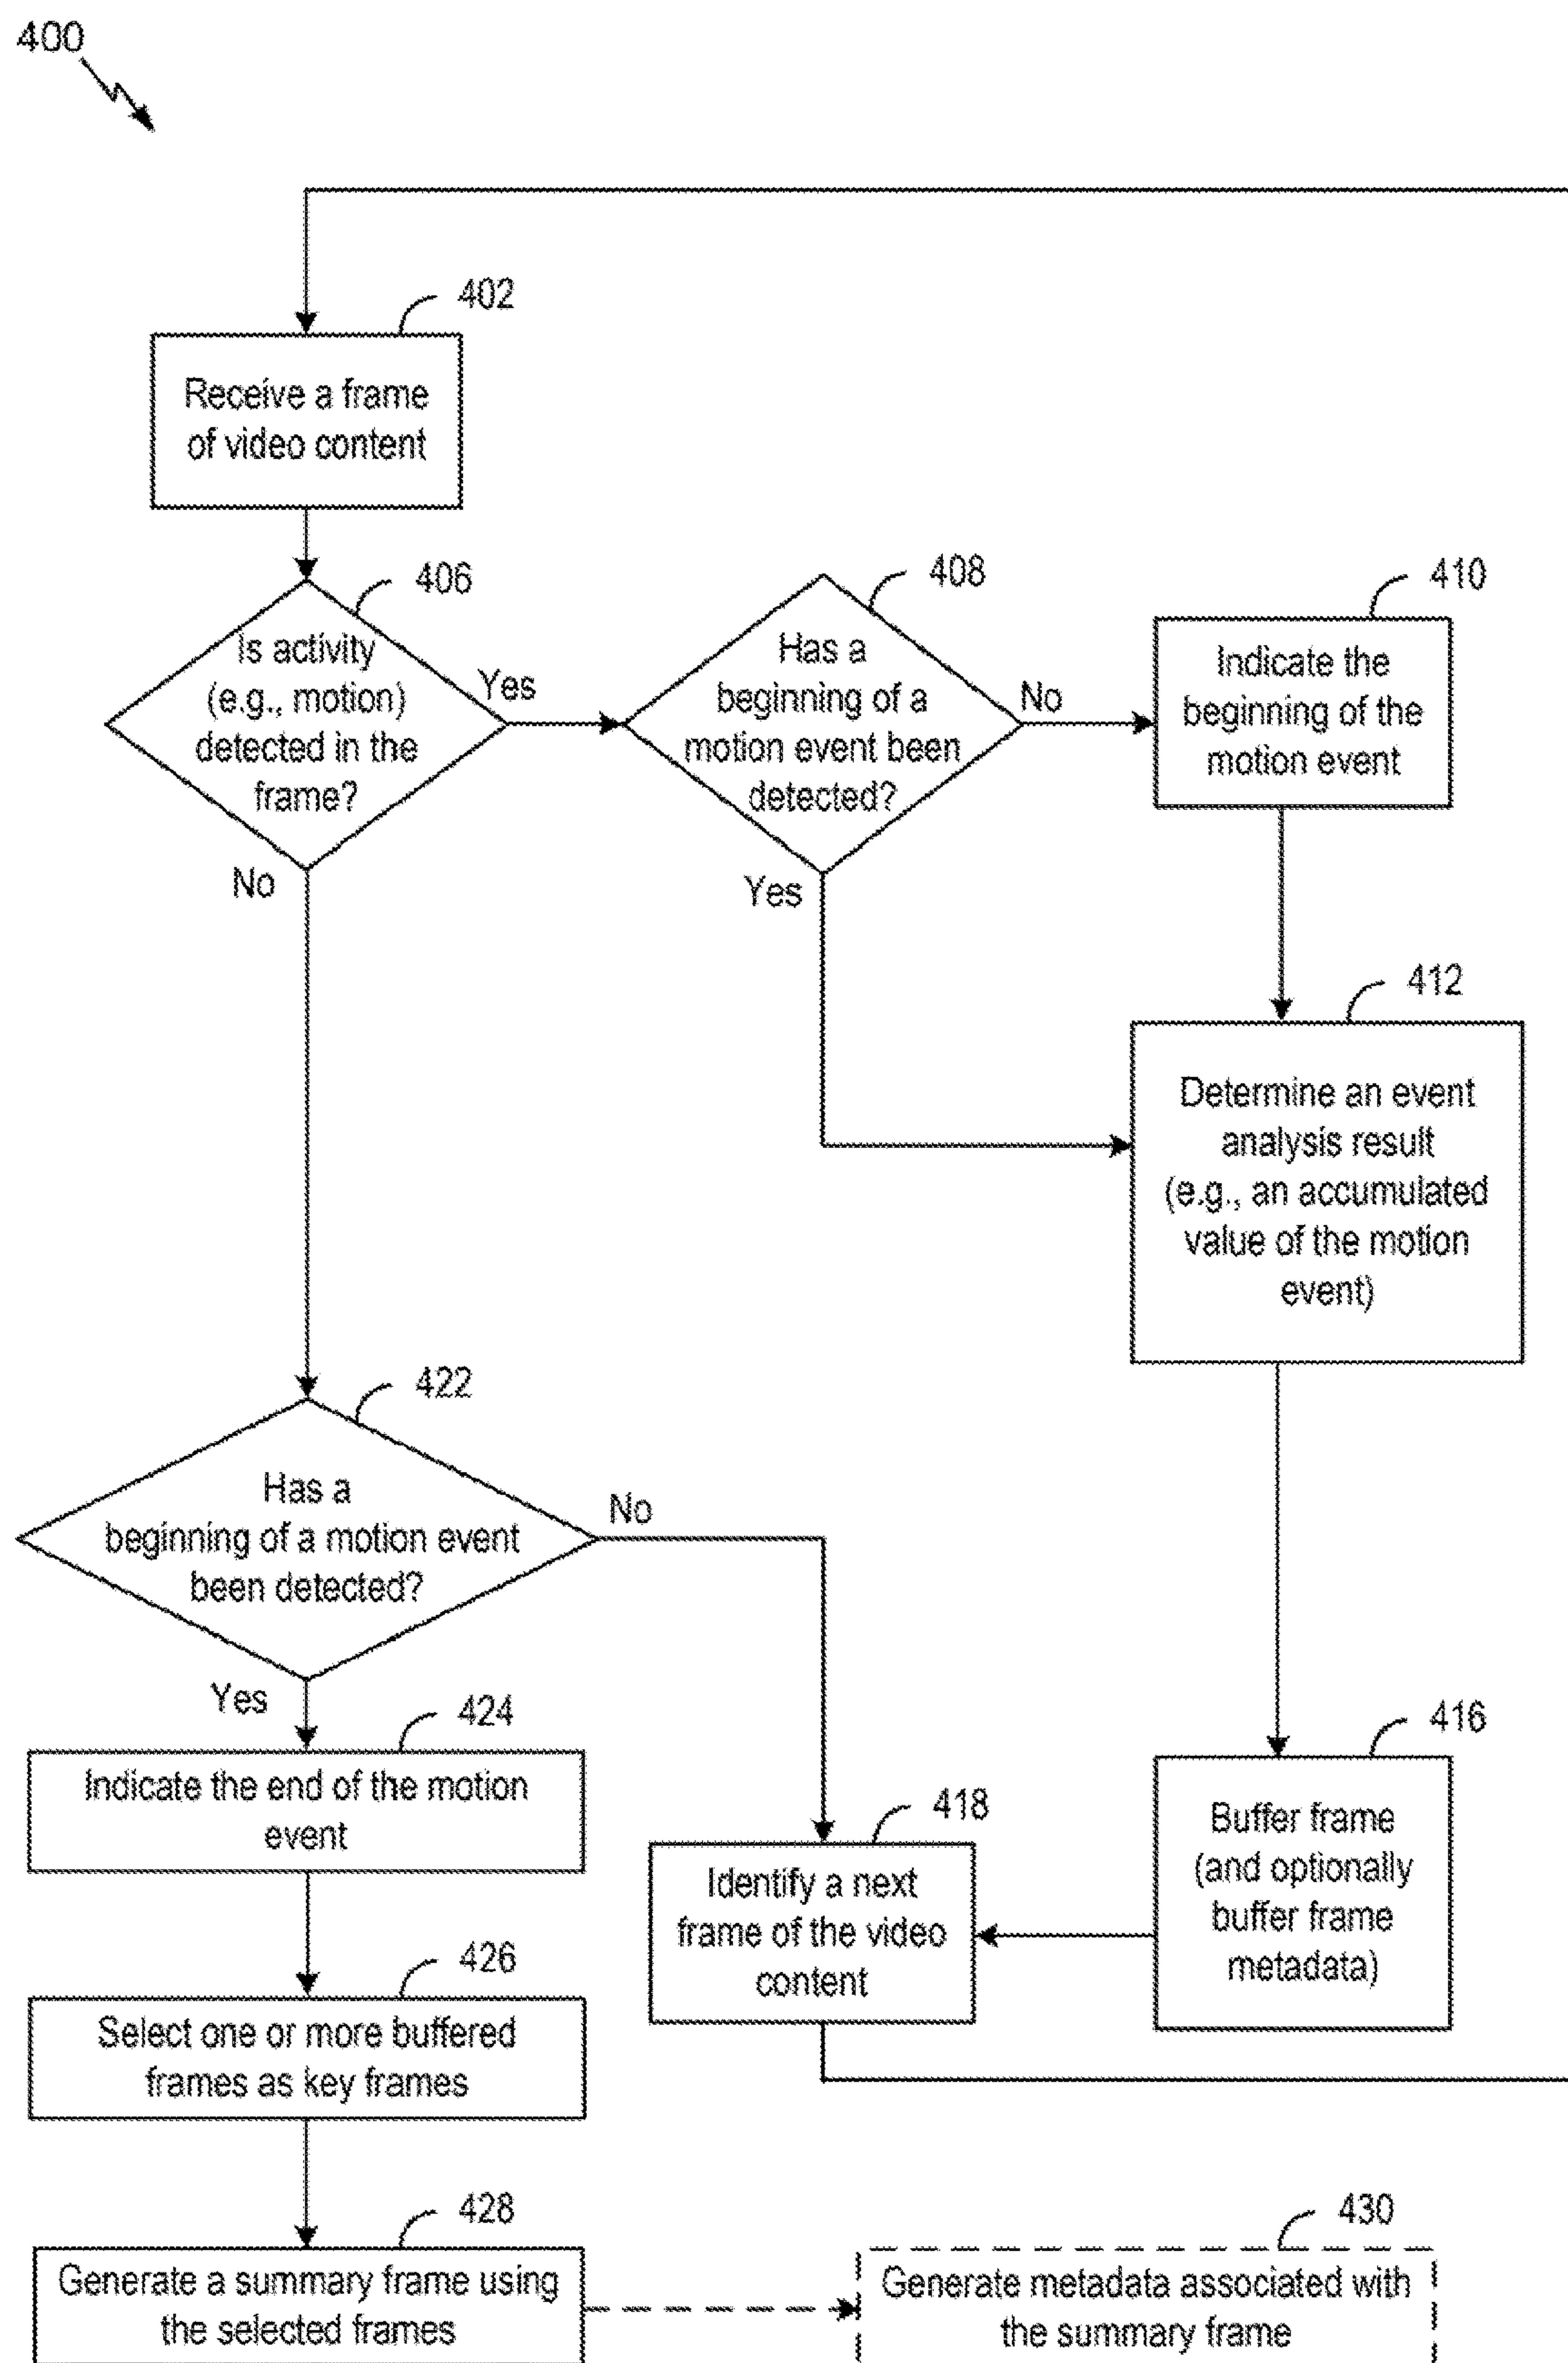 400
402
Receive a frame
of video content
406
Is activity
(e.g., motion)
detected in the
frame?
Yes
No
408
Has a
beginning of a
motion event been
detected?
No
Yes
410
Indicate the
beginning of the
motion event
412
Determine an event
analysis result
(e.g., an accumulated
value of the motion
event)
422
Has a
beginning of a motion event
been detected?
No
Yes
424
Indicate the end of the motion
event
418
Identify a next
frame of the video
content
416
Buffer frame
(and optionally
buffer frame
metadata)
426
Select one or more buffered
frames as key frames
428
Generate a summary frame using
the selected frames
430
Generate metadata associated with
the summary frame